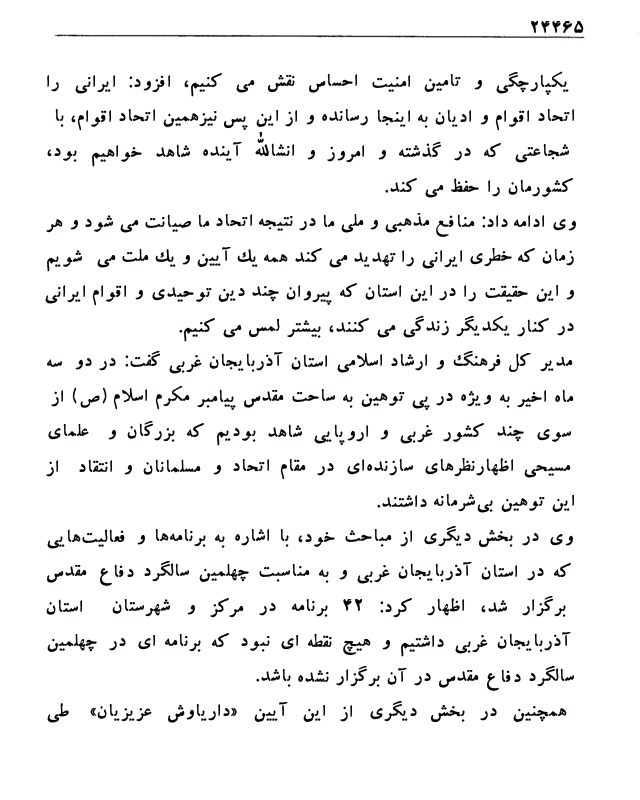 ۲۴۴۶۵
یکپارچگی و تامین امنیت احساس نقش می کنیم، افزود: ایرانی را
اتحاد اقوام و ادیان به اینجا رسانده و از این پس نیزهمین اتحاد اقوام، با
شجاعتی که در گذشته و امروز و انشالله آینده شاهد خواهیم بود،
کشورمان را حفظ می کند.
وی ادامه داد: منافع مذهبی و ملی ما در نتیجه اتحاد ما صیانت می شود و هر
زمان که خطری ایرانی را تهدید می کند همه یك آیین و یك ملت می شویم
و این حقیقت را در این استان که پیروان چند دین توحیدی و اقوام ایرانی
در کنار یکدیگر زندگی می کنند، بیشتر لمس می کنیم.
مدیر کل فرهنگ و ارشاد اسلامی استان آذربایجان غربی گفت: در دو سه
ماه اخیر به ویژه در پی توهین به ساحت مقدس پیامبر مکرم اسلام (ص) از
سوی چند کشور غربی و اروپایی شاهد بودیم که بزرگان و علمای
مسیحی اظهارنظرهای سازنده‌ای در مقام اتحاد و مسلمانان و انتقاد از
این توهین بی‌شرمانه داشتند.
وی در بخش دیگری از مباحث خود، با اشاره به برنامه‌ها و فعالیت‌هایی
که در استان آذربایجان غربی و به مناسبت چهلمین سالگرد دفاع مقدس
برگزار شد، اظهار کرد: ۴۲ برنامه در مرکز و شهرستان استان
آذربایجان غربی داشتیم و هیچ نقطه ای نبود که برنامه ای در چهلمین
سالگرد دفاع مقدس در آن برگزار نشده باشد.
همچنین در بخش دیگری از این آیین «داریاوش عزیزیان» طی